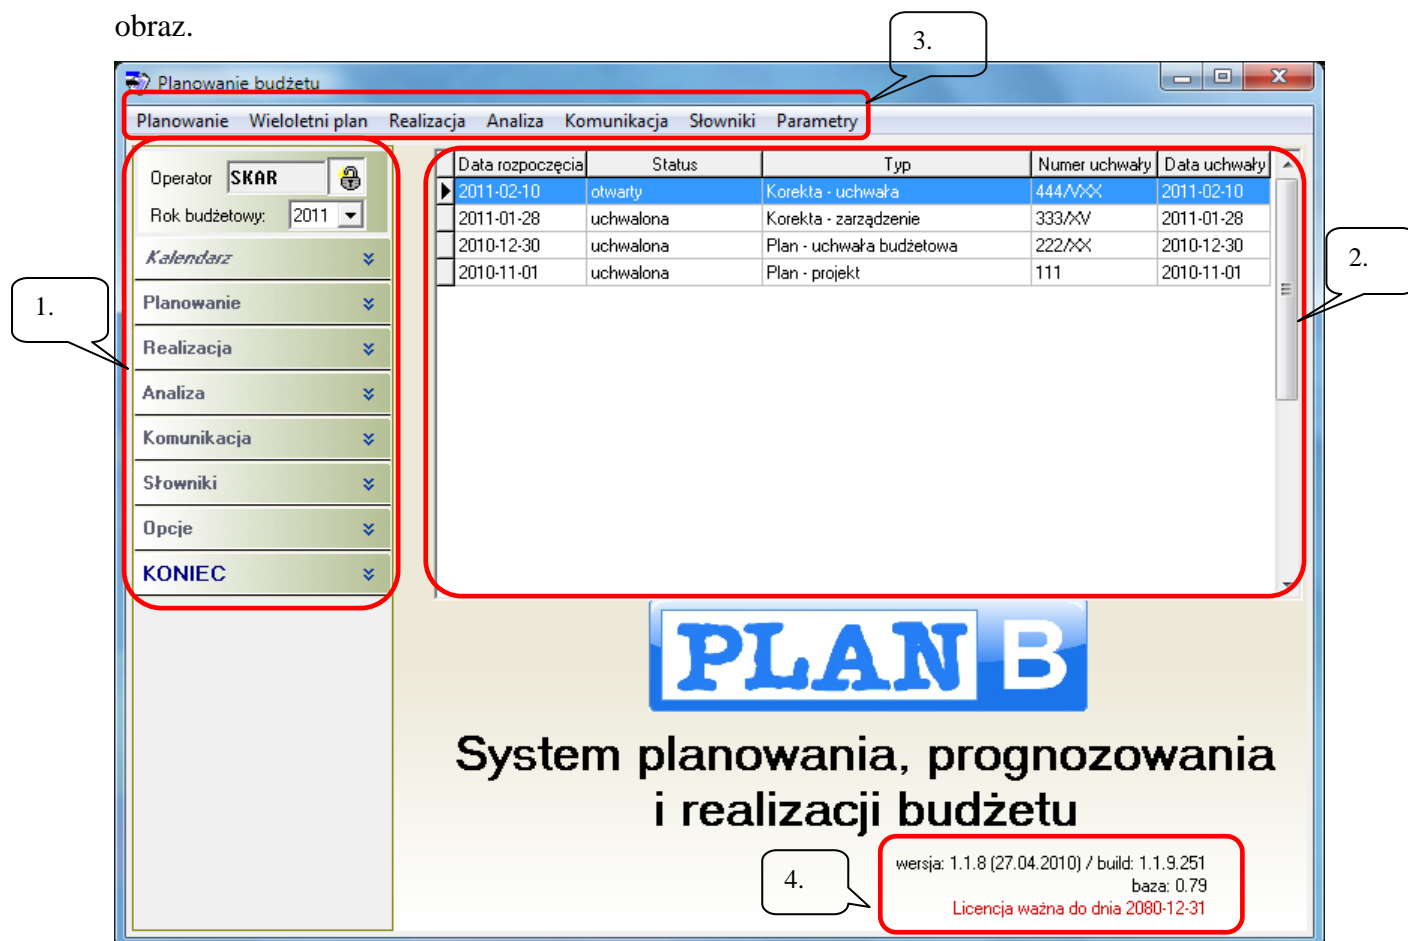 obraz.
3.
Planowanie budżetu
Planowanie Wieloletni plan Realizacja Analiza Komunikacja Słowniki Parametry
Operator SKAR
Rok budżetowy: 2011
Kalendarz
Planowanie
Realizacja
Analiza
Komunikacja
Słowniki
Opcje
KONIEC
1.
Data rozpoczęcia Status Typ Numer uchwały Data uchwały
2011-02-10 otwarty Korekta - uchwała 444/V/XX 2011-02-10
2011-01-28 uchwalona Korekta - zarządzenie 333/XV 2011-01-28
2010-12-30 uchwalona Plan - uchwała budżetowa 222/XX 2010-12-30
2010-11-01 uchwalona Plan - projekt 111 2010-11-01
2.
PLAN B
System planowania, prognozowania
i realizacji budżetu
4.
wersja: 1.1.8 (27.04.2010) / build: 1.1.9.251
baza: 0.79
Licencja ważna do dnia 2080-12-31